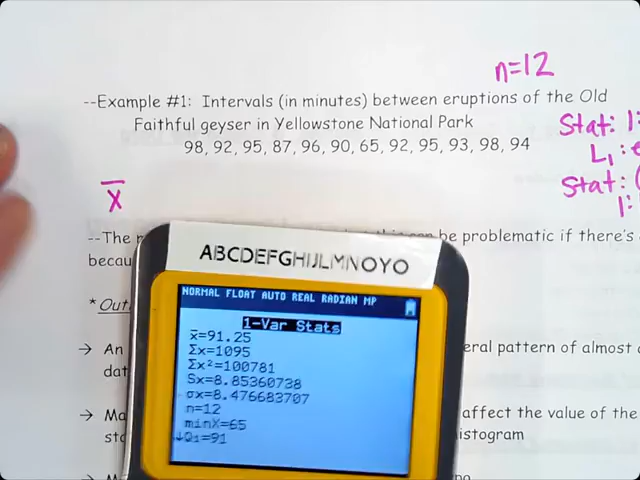 n=12
--Example #1: Intervals (in minutes) between eruptions of the Old
Faithful geyser in Yellowstone National Park
98, 92, 95, 87, 96, 90, 65, 92, 95, 93, 98, 94
Stat: 1:
L₁: e
Stat: (
1:
x̅
--The be problematic if there's
becau
*Out
ABCDEFGHIJLMNOYO
NORMAL FLOAT AUTO REAL RADIAN MP
1-Var Stats
x̅=91.25
Σx=1095
Σx²=100781
Sx=8.85360738
σx=8.476683707
n=12
minX=65
↓Q₁=91
→ An eral pattern of almost
dat
→ Ma affect the value of the
sto istogram